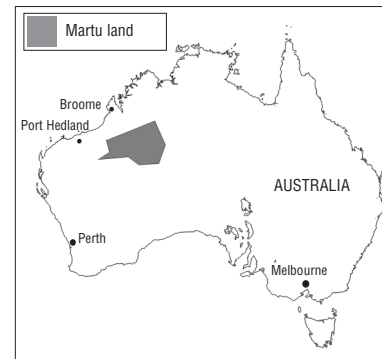 Martu land
Broome
Port Hedland
AUSTRALIA
Perth
Melbourne